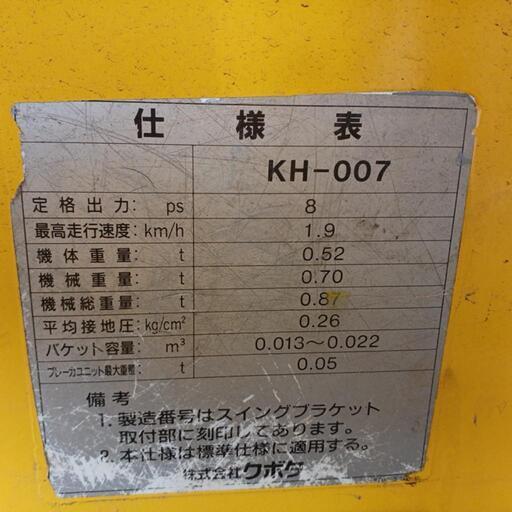 仕様表
KH-007
定格出力: ps 8
最高走行速度: km/h 1.9
機体重量: t 0.52
機械重量: t 0.70
機械総重量: t 0.87
平均接地圧: kg/cm² 0.26
バケット容量: m³ 0.013～0.022
ブレーカユニット最大重量: t 0.05
備考
1. 製造番号はスイングブラケット
取付部に刻印してあります。
2. 本仕様は標準仕様に適用する。
株式会社クボタ